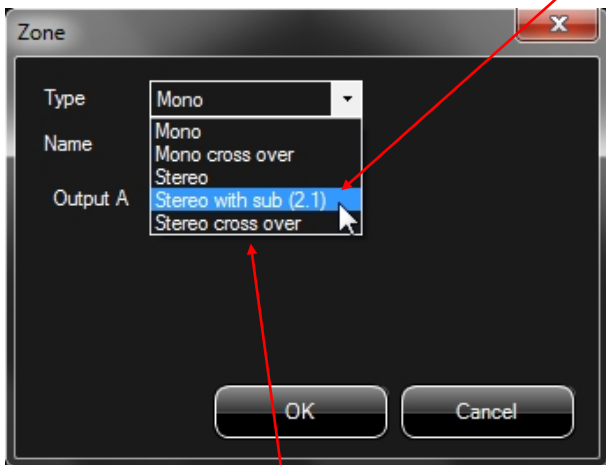 Zone
Type Mono
Mono
Name Mono cross over
Stereo
Output A Stereo with sub (2.1)
Stereo cross over
OK Cancel